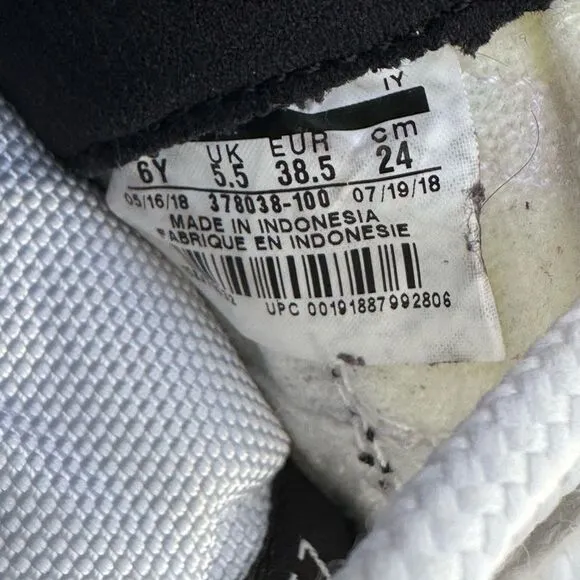 IY
UK EUR cm
6Y 5.5 38.5 24
05/16/18 378038-100 07/19/18
MADE IN INDONESIA
FABRIQUE EN INDONESIE
UPC 00191887992806